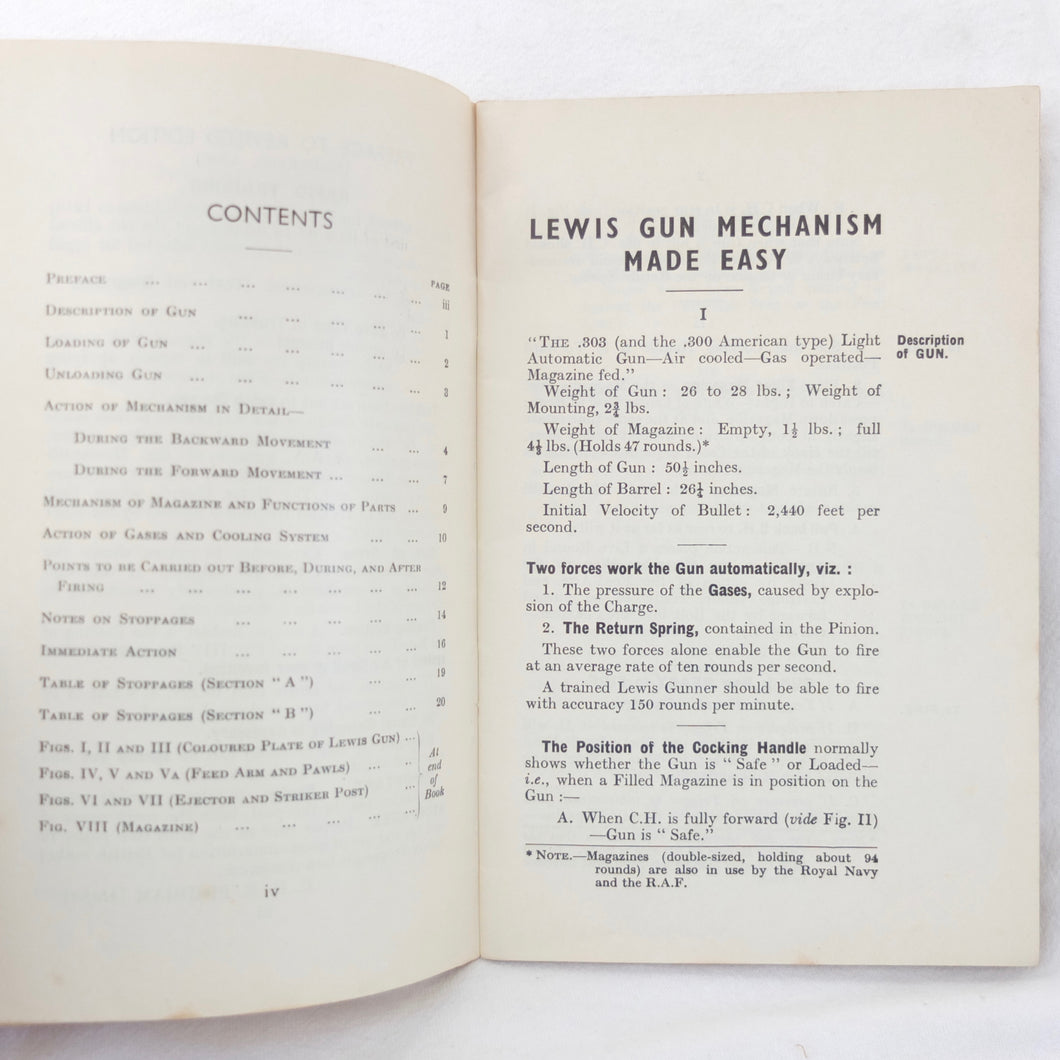 CONTENTS
PAGE
PREFACE ... ... ... ... ... ... ... iii
DESCRIPTION OF GUN ... ... ... ... ... 1
LOADING OF GUN ... ... ... ... ... ... 2
UNLOADING GUN ... ... ... ... ... ... 3
ACTION OF MECHANISM IN DETAIL—
DURING THE BACKWARD MOVEMENT ... ... 4
DURING THE FORWARD MOVEMENT ... ... ... 7
MECHANISM OF MAGAZINE AND FUNCTIONS OF PARTS ... 9
ACTION OF GASES AND COOLING SYSTEM ... ... 10
POINTS TO BE CARRIED OUT BEFORE, DURING, AND AFTER
FIRING ... ... ... ... ... ... ... 12
NOTES ON STOPPAGES ... ... ... ... ... 14
IMMEDIATE ACTION ... ... ... ... ... 16
TABLE OF STOPPAGES (SECTION "A") ... ... 19
TABLE OF STOPPAGES (SECTION "B") ... ... 20
FIGS. I, II AND III (COLOURED PLATE OF LEWIS GUN) ...
FIGS. IV, V AND VA (FEED ARM AND PAWLS) ... ...
FIGS. VI AND VII (EJECTOR AND STRIKER POST) ...
FIG. VIII (MAGAZINE) ... ... ... ... ...
At
end
of
Book
iv
LEWIS GUN MECHANISM
MADE EASY
I
"THE .303 (and the .300 American type) Light
Automatic Gun—Air cooled—Gas operated—
Magazine fed."
Description
of GUN.
Weight of Gun: 26 to 28 lbs.; Weight of
Mounting, 2¾ lbs.
Weight of Magazine: Empty, 1½ lbs.; full
4⅛ lbs. (Holds 47 rounds.)*
Length of Gun: 50½ inches.
Length of Barrel: 26¼ inches.
Initial Velocity of Bullet: 2,440 feet per
second.
Two forces work the Gun automatically, viz. :
1. The pressure of the Gases, caused by explo-
sion of the Charge.
2. The Return Spring, contained in the Pinion.
These two forces alone enable the Gun to fire
at an average rate of ten rounds per second.
A trained Lewis Gunner should be able to fire
with accuracy 150 rounds per minute.
The Position of the Cocking Handle normally
shows whether the Gun is "Safe" or Loaded—
i.e., when a Filled Magazine is in position on the
Gun :—
A. When C.H. is fully forward (vide Fig. II)
—Gun is "Safe."
* NOTE.—Magazines (double-sized, holding about 94
rounds) are also in use by the Royal Navy
and the R.A.F.